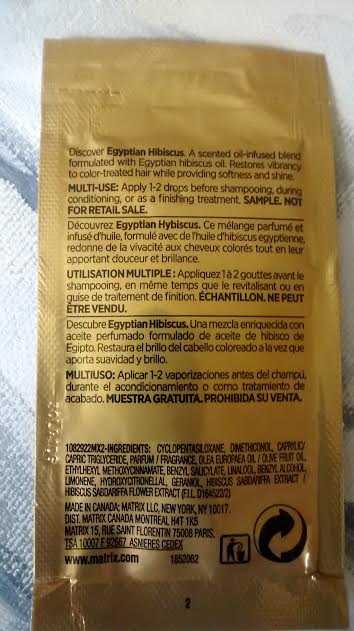 Discover Egyptian Hibiscus. A scented oil-infused blend
formulated with Egyptian hibiscus oil. Restores vibrancy
to color-treated hair while providing softness and shine.
MULTI-USE: Apply 1-2 drops before shampooing, during
conditioning, or as a finishing treatment. SAMPLE. NOT
FOR RETAIL SALE.
Découvrez Egyptian Hybiscus. Ce mélange parfumé et
infusé d'huile, formulé avec de l'huile d'hibiscus egyptienne,
redonne de la vivacité aux cheveux colorés tout en leur
apportant douceur et brillance.
UTILISATION MULTIPLE: Appliquez 1 à 2 gouttes avant le
shampooing, en même temps que le revitalisant ou en
guise de traitement de finition. ÉCHANTILLON. NE PEUT
ÊTRE VENDU.
Descubre Egyptian Hibiscus. Una mezcla enriquecida con
aceite perfumado formulado de aceite de hibisco de
Egipto. Restaura el brillo del cabello coloreado a la vez que
aporta suavidad y brillo.
MULTIUSO: Aplicar 1-2 vaporizaciones antes del champú,
durante el acondicionamiento o como tratamiento de
acabado. MUESTRA GRATUITA. PROHIBIDA SU VENTA.
1082922MX2-INGREDIENTS: CYCLOPENTASILOXANE, DIMETHICONOL, CAPRYLIC/
CAPRIC TRIGLYCERIDE, PARFUM / FRAGRANCE, OLEA EUROPAEA OIL / OLIVE FRUIT OIL,
ETHYLHEXYL METHOXYCINNAMATE, BENZYL SALICYLATE, LINALOOL, BENZYL ALCOHOL,
LIMONENE, HYDROXYCITRONELLAL, GERANIOL, HIBISCUS SABDARIFFA EXTRACT /
HIBISCUS SABDARIFFA FLOWER EXTRACT (F.I.L. D164522/2)
MADE IN CANADA: MATRIX LLC, NEW YORK, NY 10017.
DIST. MATRIX CANADA MONTREAL H4T 1K5
MATRIX 15, RUE SAINT FLORENTIN 75008 PARIS.
TSA 10007 F 92667 ASNIERES CEDEX
www.matrix.com 1852062
2